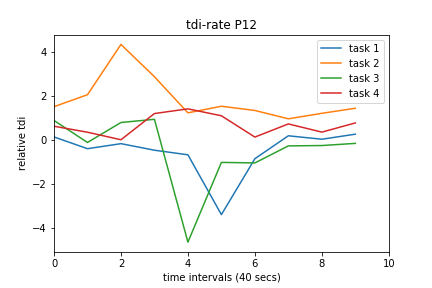 tdi-rate P12
task 1
task 2
task 3
task 4
relative tdi
4
2
0
−2
−4
0 2 4 6 8 10
time intervals (40 secs)